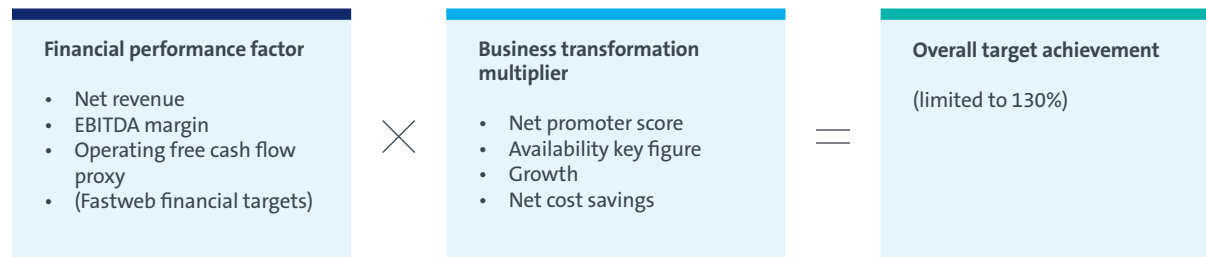 Financial performance factor
• Net revenue
• EBITDA margin
• Operating free cash flow
proxy
• (Fastweb financial targets)
×
Business transformation
multiplier
• Net promoter score
• Availability key figure
• Growth
• Net cost savings
=
Overall target achievement
(limited to 130%)